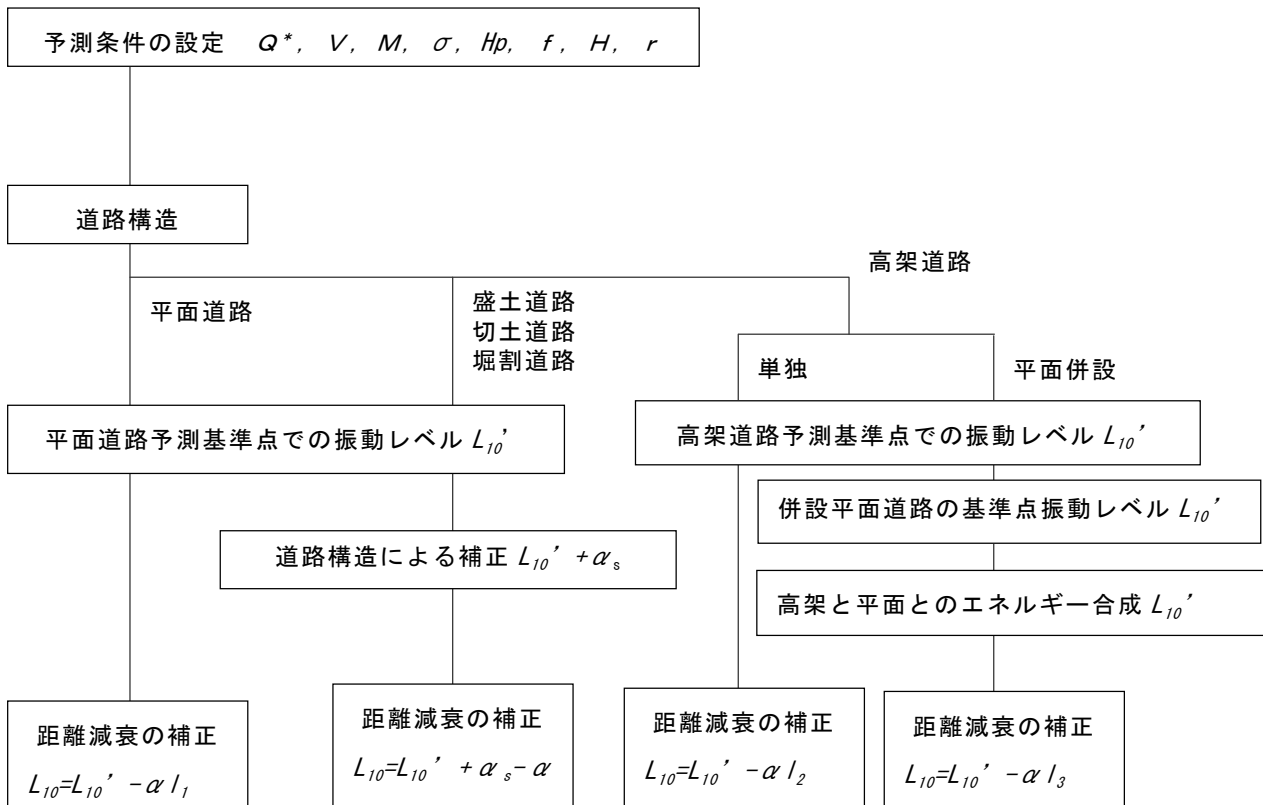 予測条件の設定 Q*, V, M, σ, Hp, f, H, r
道路構造
高架道路
平面道路
盛土道路
切土道路
堀割道路
単独
平面併設
平面道路予測基準点での振動レベル L₁₀'
高架道路予測基準点での振動レベル L₁₀'
併設平面道路の基準点振動レベル L₁₀'
道路構造による補正 L₁₀' +αs
高架と平面とのエネルギー合成 L₁₀'
距離減衰の補正
L₁₀=L₁₀' −α l₁
距離減衰の補正
L₁₀=L₁₀' +αs−α
距離減衰の補正
L₁₀=L₁₀' −α l₂
距離減衰の補正
L₁₀=L₁₀' −α l₃